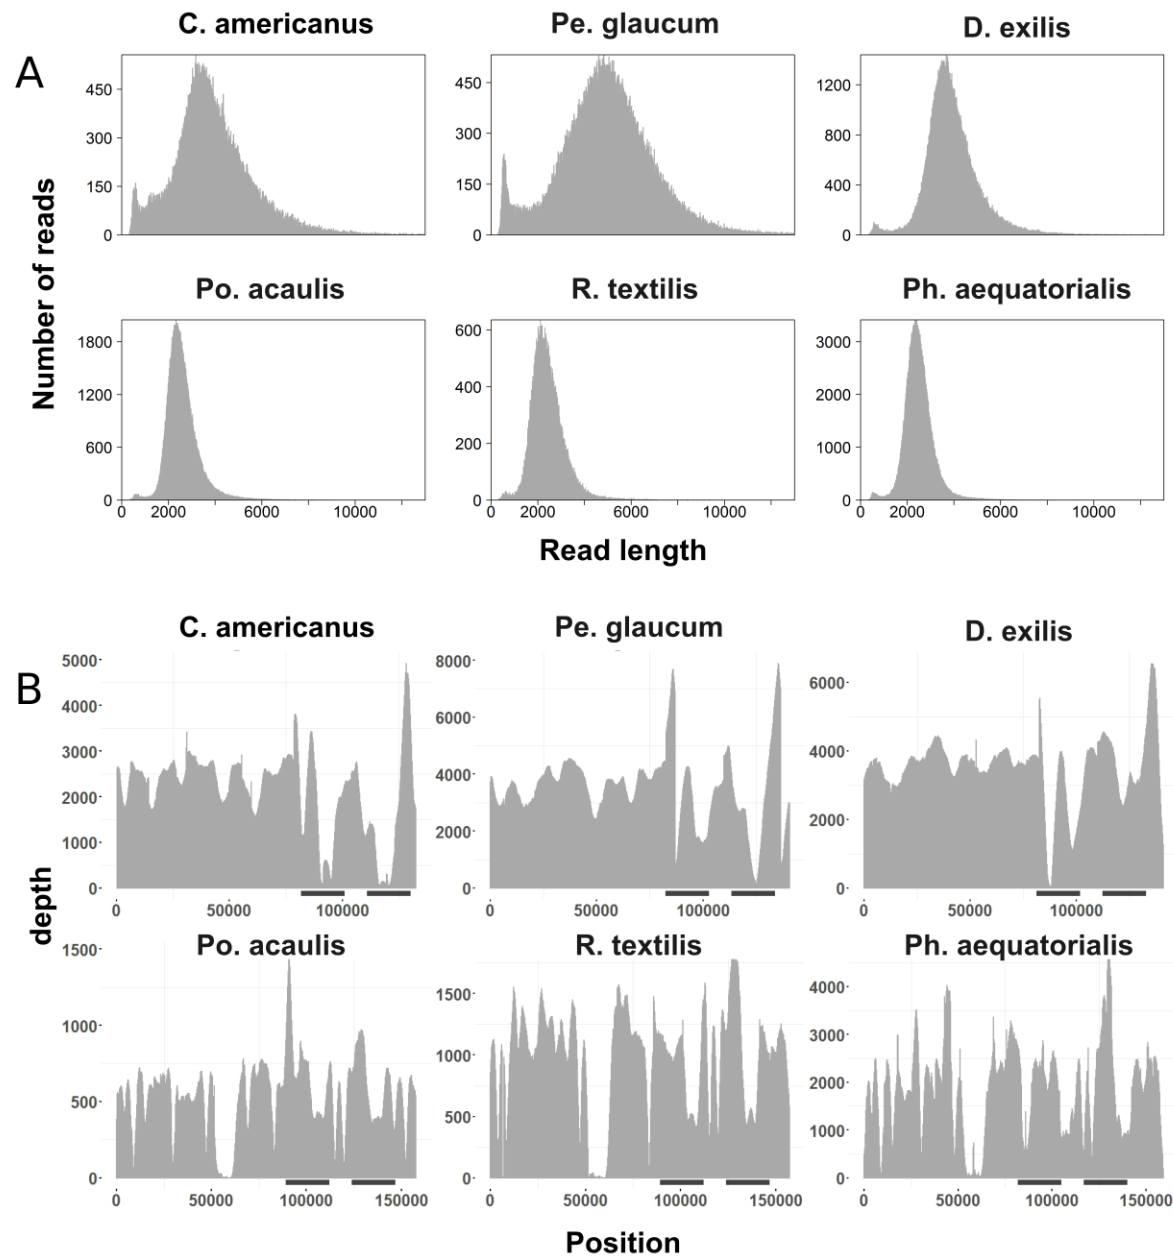 A
C. americanus
Pe. glaucum
D. exilis
450
300
150
0
450
300
150
0
1200
800
400
0
Number of reads
Po. acaulis
R. textilis
Ph. aequatorialis
1800
1200
600
0
0 2000 6000 10000
600
400
200
0
0 2000 6000 10000
3000
2000
1000
0
0 2000 6000 10000
Read length
B
C. americanus
Pe. glaucum
D. exilis
5000
4000
3000
2000
1000
0
0 50000 100000
8000
6000
4000
2000
0
0 50000 100000
6000
4000
2000
0
0 50000 100000
depth
Po. acaulis
R. textilis
Ph. aequatorialis
1500
1000
500
0
0 50000 100000 150000
1500
1000
500
0
0 50000 100000 150000
4000
3000
2000
1000
0
0 50000 100000 150000
Position